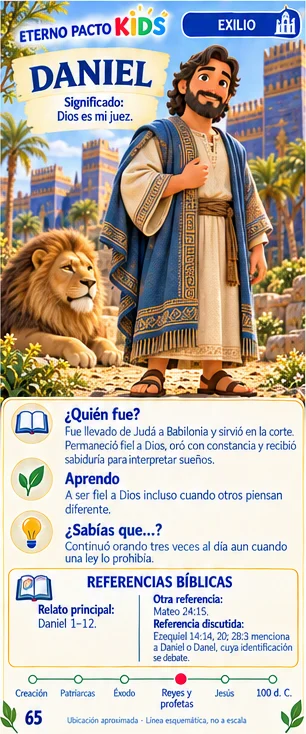 ETERNO PACTO KIDS
EXILIO
DANIEL
Significado:
Dios es mi juez.
¿Quién fue?
Fue llevado de Judá a Babilonia y sirvió en la corte.
Permaneció fiel a Dios, oró con constancia y recibió
sabiduría para interpretar sueños.
Aprendo
A ser fiel a Dios incluso cuando otros piensan
diferente.
¿Sabías que...?
Continuó orando tres veces al día aun cuando
una ley lo prohibía.
REFERENCIAS BÍBLICAS
Relato principal:
Daniel 1–12.
Otra referencia:
Mateo 24:15.
Referencia discutida:
Ezequiel 14:14, 20; 28:3 menciona
a Daniel o Danel, cuya identificación
se debate.
Creación
Patriarcas
Éxodo
Reyes y
profetas
Jesús
100 d. C.
65
Ubicación aproximada · Línea esquemática, no a escala